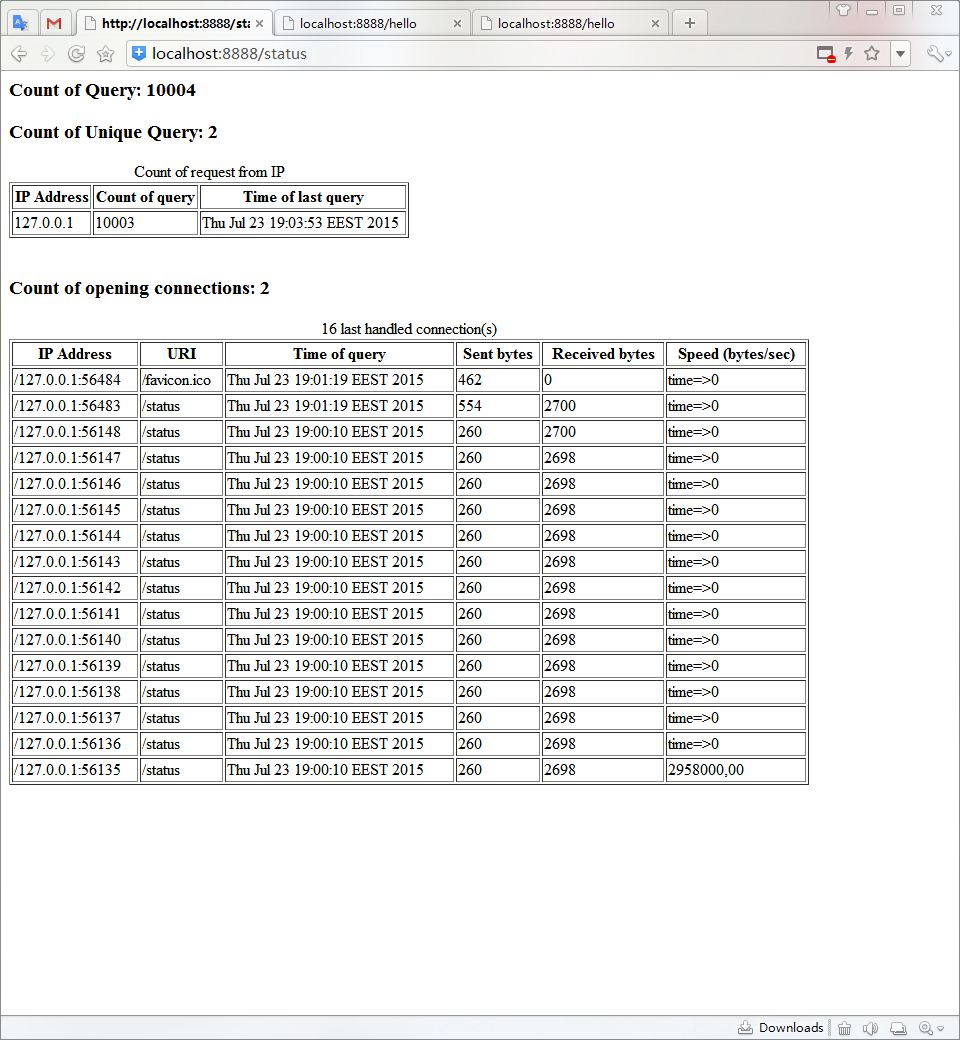 http://localhost:8888/sta
localhost:8888/hello
localhost:8888/hello
localhost:8888/status
Count of Query: 10004
Count of Unique Query: 2
Count of request from IP
IP Address Count of query Time of last query
127.0.0.1 10003 Thu Jul 23 19:03:53 EEST 2015
Count of opening connections: 2
16 last handled connection(s)
IP Address URI Time of query Sent bytes Received bytes Speed (bytes/sec)
/127.0.0.1:56484 /favicon.ico Thu Jul 23 19:01:19 EEST 2015 462 0 time=>0
/127.0.0.1:56483 /status Thu Jul 23 19:01:19 EEST 2015 554 2700 time=>0
/127.0.0.1:56148 /status Thu Jul 23 19:00:10 EEST 2015 260 2700 time=>0
/127.0.0.1:56147 /status Thu Jul 23 19:00:10 EEST 2015 260 2698 time=>0
/127.0.0.1:56146 /status Thu Jul 23 19:00:10 EEST 2015 260 2698 time=>0
/127.0.0.1:56145 /status Thu Jul 23 19:00:10 EEST 2015 260 2698 time=>0
/127.0.0.1:56144 /status Thu Jul 23 19:00:10 EEST 2015 260 2698 time=>0
/127.0.0.1:56143 /status Thu Jul 23 19:00:10 EEST 2015 260 2698 time=>0
/127.0.0.1:56142 /status Thu Jul 23 19:00:10 EEST 2015 260 2698 time=>0
/127.0.0.1:56141 /status Thu Jul 23 19:00:10 EEST 2015 260 2698 time=>0
/127.0.0.1:56140 /status Thu Jul 23 19:00:10 EEST 2015 260 2698 time=>0
/127.0.0.1:56139 /status Thu Jul 23 19:00:10 EEST 2015 260 2698 time=>0
/127.0.0.1:56138 /status Thu Jul 23 19:00:10 EEST 2015 260 2698 time=>0
/127.0.0.1:56137 /status Thu Jul 23 19:00:10 EEST 2015 260 2698 time=>0
/127.0.0.1:56136 /status Thu Jul 23 19:00:10 EEST 2015 260 2698 time=>0
/127.0.0.1:56135 /status Thu Jul 23 19:00:10 EEST 2015 260 2698 2958000,00
Downloads